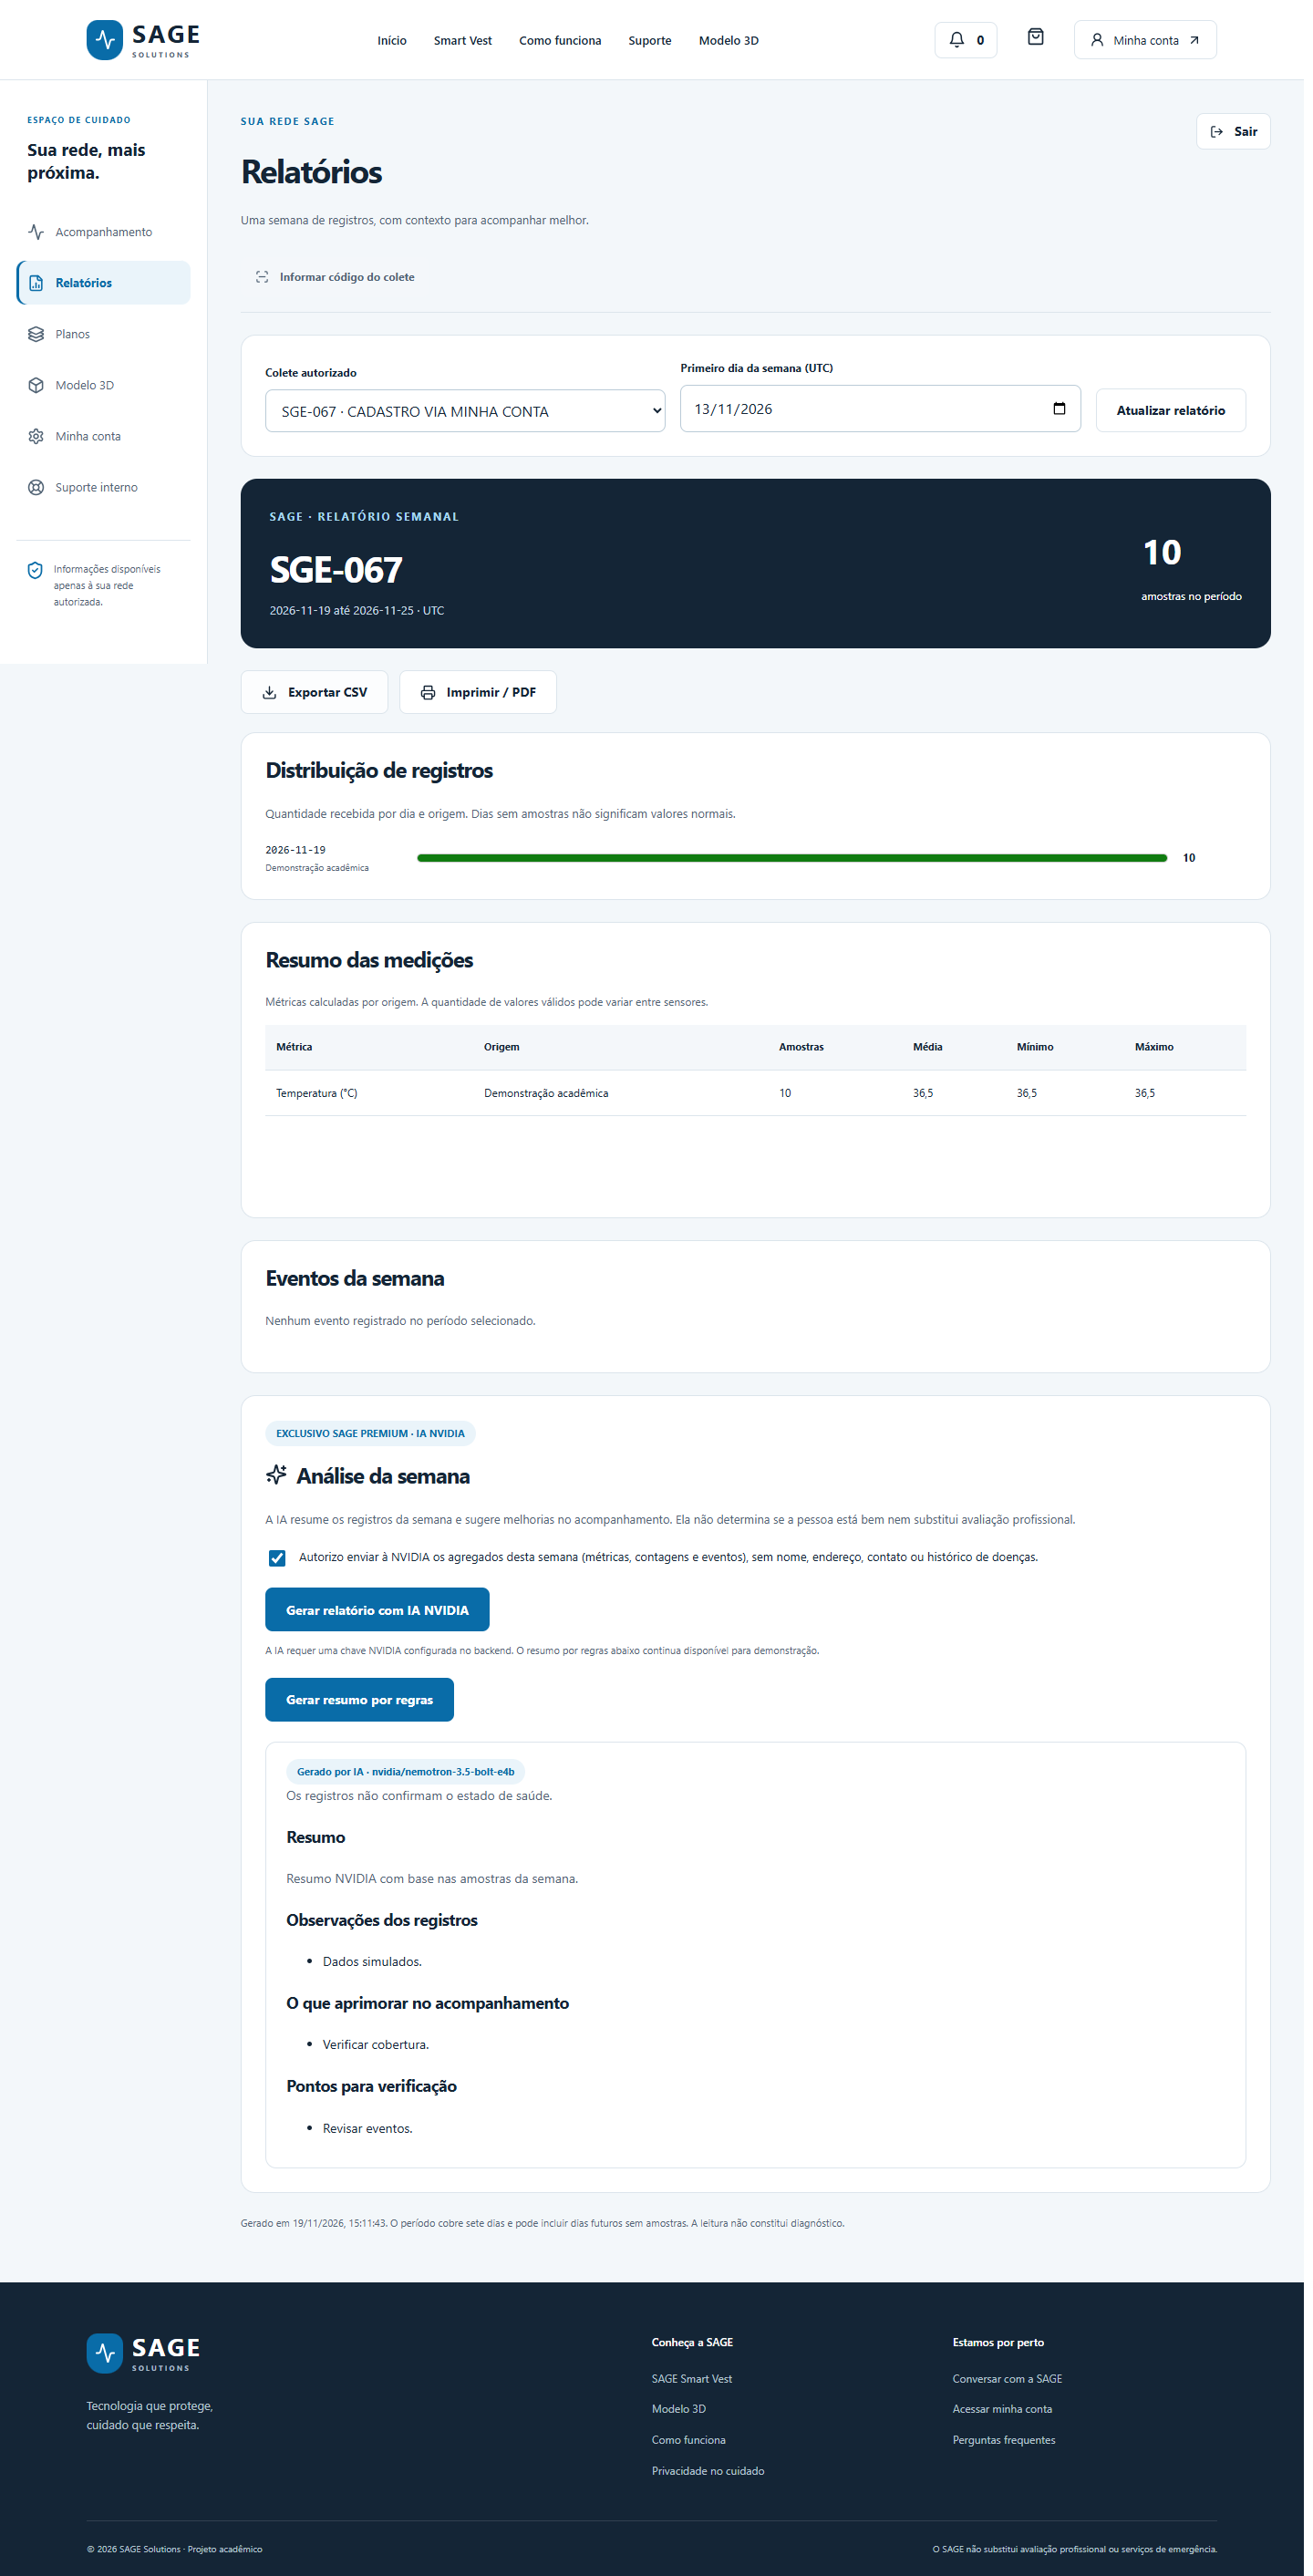 SAGE
SOLUTIONS
Início
Smart Vest
Como funciona
Suporte
Modelo 3D
0
Minha conta
ESPAÇO DE CUIDADO
Sua rede, mais
próxima.
Acompanhamento
Relatórios
Planos
Modelo 3D
Minha conta
Suporte interno
Informações disponíveis
apenas à sua rede
autorizada.
SUA REDE SAGE
Sair
Relatórios
Uma semana de registros, com contexto para acompanhar melhor.
Informar código do colete
Colete autorizado
SGE-067 · CADASTRO VIA MINHA CONTA
Primeiro dia da semana (UTC)
13/11/2026
Atualizar relatório
SAGE · RELATÓRIO SEMANAL
SGE-067
2026-11-19 até 2026-11-25 · UTC
10
amostras no período
Exportar CSV
Imprimir / PDF
Distribuição de registros
Quantidade recebida por dia e origem. Dias sem amostras não significam valores normais.
2026-11-19
Demonstração acadêmica
10
Resumo das medições
Métricas calculadas por origem. A quantidade de valores válidos pode variar entre sensores.
Métrica Origem Amostras Média Mínimo Máximo
Temperatura (°C) Demonstração acadêmica 10 36,5 36,5 36,5
Eventos da semana
Nenhum evento registrado no período selecionado.
EXCLUSIVO SAGE PREMIUM · IA NVIDIA
Análise da semana
A IA resume os registros da semana e sugere melhorias no acompanhamento. Ela não determina se a pessoa está bem nem substitui avaliação profissional.
Autorizo enviar à NVIDIA os agregados desta semana (métricas, contagens e eventos), sem nome, endereço, contato ou histórico de doenças.
Gerar relatório com IA NVIDIA
A IA requer uma chave NVIDIA configurada no backend. O resumo por regras abaixo continua disponível para demonstração.
Gerar resumo por regras
Gerado por IA · nvidia/nemotron-3.5-bolt-e4b
Os registros não confirmam o estado de saúde.
Resumo
Resumo NVIDIA com base nas amostras da semana.
Observações dos registros
• Dados simulados.
O que aprimorar no acompanhamento
• Verificar cobertura.
Pontos para verificação
• Revisar eventos.
Gerado em 19/11/2026, 15:11:43. O período cobre sete dias e pode incluir dias futuros sem amostras. A leitura não constitui diagnóstico.
SAGE
SOLUTIONS
Tecnologia que protege,
cuidado que respeita.
Conheça a SAGE
SAGE Smart Vest
Modelo 3D
Como funciona
Privacidade no cuidado
Estamos por perto
Conversar com a SAGE
Acessar minha conta
Perguntas frequentes
© 2026 SAGE Solutions · Projeto acadêmico
O SAGE não substitui avaliação profissional ou serviços de emergência.